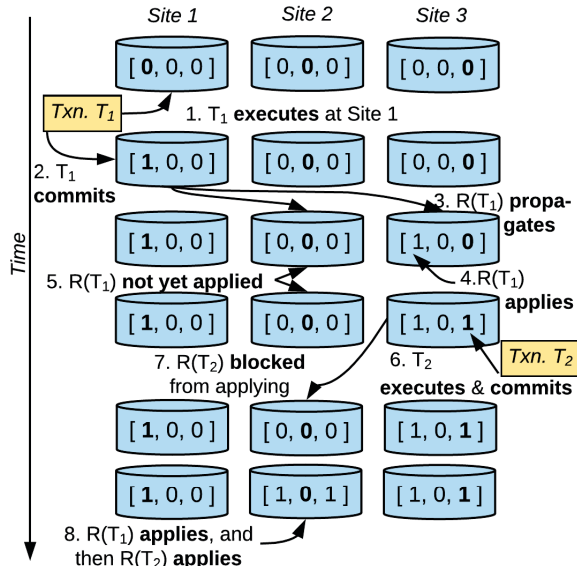 Site 1 Site 2 Site 3
[ 0, 0, 0 ] [ 0, 0, 0 ] [ 0, 0, 0 ]
Txn. T1
1. T1 executes at Site 1
[ 1, 0, 0 ] [ 0, 0, 0 ] [ 0, 0, 0 ]
2. T1
commits
3. R(T1) propa-
gates
[ 1, 0, 0 ] [ 0, 0, 0 ] [ 1, 0, 0 ]
5. R(T1) not yet applied
4.R(T1)
applies
[ 1, 0, 0 ] [ 0, 0, 0 ] [ 1, 0, 1 ]
7. R(T2) blocked
from applying
6. T2
executes & commits
Txn. T2
[ 1, 0, 0 ] [ 0, 0, 0 ] [ 1, 0, 1 ]
[ 1, 0, 0 ] [ 1, 0, 1 ] [ 1, 0, 1 ]
8. R(T1) applies, and
then R(T2) applies
Time